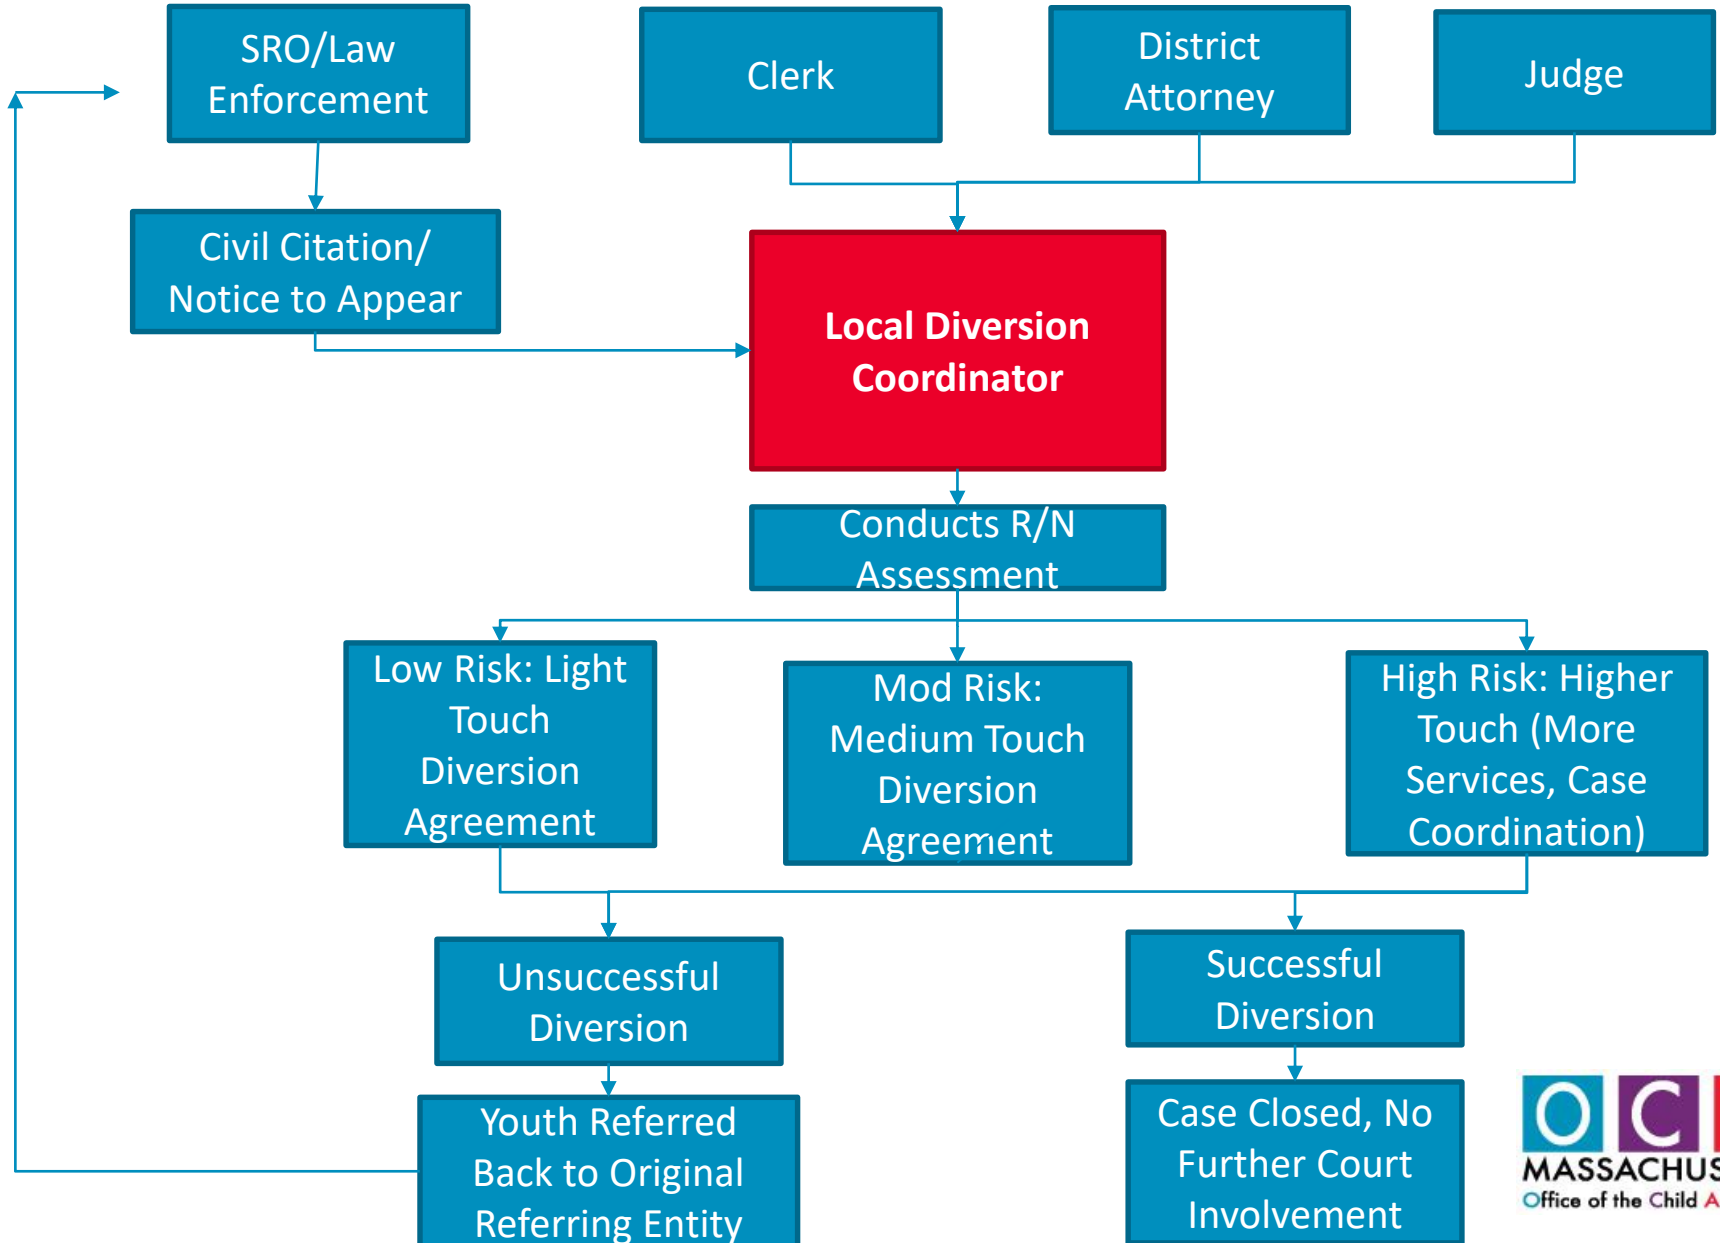 SRO/Law
Enforcement
Clerk
District
Attorney
Judge
Civil Citation/
Notice to Appear
Local Diversion
Coordinator
Conducts R/N
Assessment
Low Risk: Light
Touch
Diversion
Agreement
Mod Risk:
Medium Touch
Diversion
Agreement
High Risk: Higher
Touch (More
Services, Case
Coordination)
Unsuccessful
Diversion
Successful
Diversion
Youth Referred
Back to Original
Referring Entity
Case Closed, No
Further Court
Involvement
OC
MASSACHUS
Office of the Child A